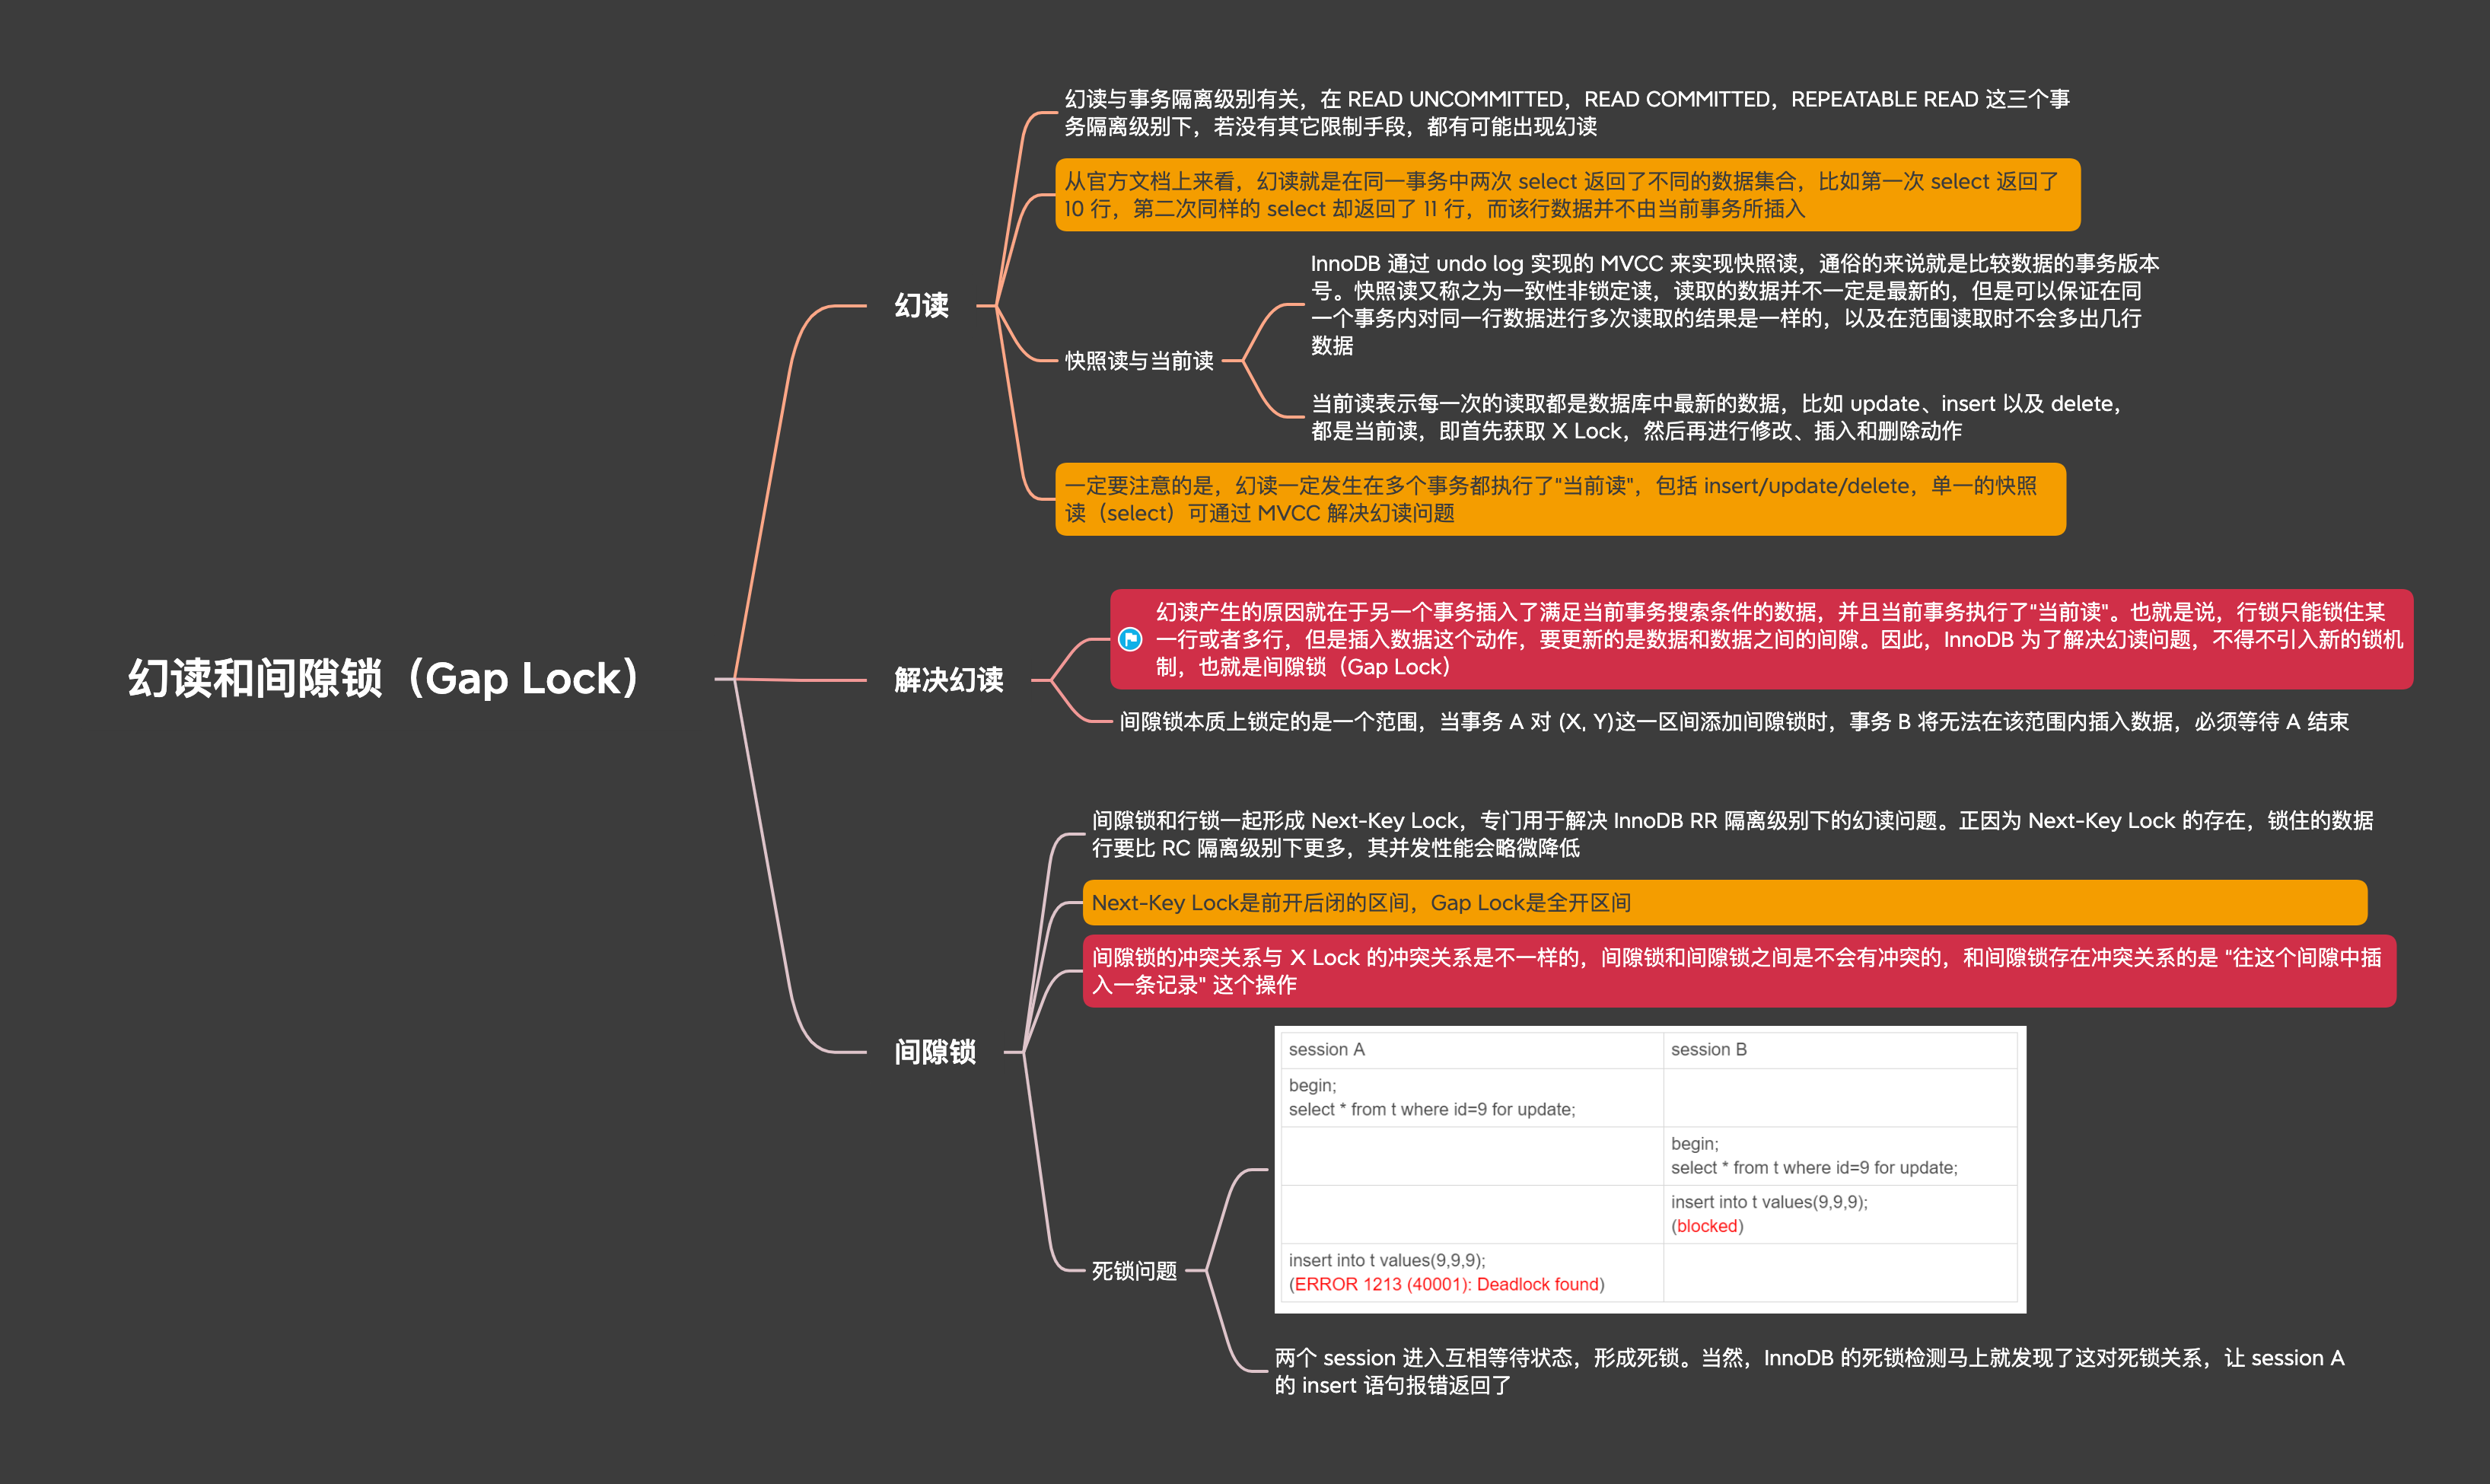 幻读和间隙锁（Gap Lock）
幻读
幻读与事务隔离级别有关，在 READ UNCOMMITTED，READ COMMITTED，REPEATABLE READ 这三个事
务隔离级别下，若没有其它限制手段，都有可能出现幻读
从官方文档上来看，幻读就是在同一事务中两次 select 返回了不同的数据集合，比如第一次 select 返回了
10 行，第二次同样的 select 却返回了 11 行，而该行数据并不由当前事务所插入
快照读与当前读
InnoDB 通过 undo log 实现的 MVCC 来实现快照读，通俗的来说就是比较数据的事务版本
号。快照读又称之为一致性非锁定读，读取的数据并不一定是最新的，但是可以保证在同
一个事务内对同一行数据进行多次读取的结果是一样的，以及在范围读取时不会多出几行
数据
当前读表示每一次的读取都是数据库中最新的数据，比如 update、insert 以及 delete，
都是当前读，即首先获取 X Lock，然后再进行修改、插入和删除动作
一定要注意的是，幻读一定发生在多个事务都执行了"当前读"，包括 insert/update/delete，单一的快照
读（select）可通过 MVCC 解决幻读问题
解决幻读
幻读产生的原因就在于另一个事务插入了满足当前事务搜索条件的数据，并且当前事务执行了"当前读"。也就是说，行锁只能锁住某
一行或者多行，但是插入数据这个动作，要更新的是数据和数据之间的间隙。因此，InnoDB 为了解决幻读问题，不得不引入新的锁机
制，也就是间隙锁（Gap Lock）
间隙锁本质上锁定的是一个范围，当事务 A 对 (X, Y)这一区间添加间隙锁时，事务 B 将无法在该范围内插入数据，必须等待 A 结束
间隙锁
间隙锁和行锁一起形成 Next-Key Lock，专门用于解决 InnoDB RR 隔离级别下的幻读问题。正因为 Next-Key Lock 的存在，锁住的数据
行要比 RC 隔离级别下更多，其并发性能会略微降低
Next-Key Lock是前开后闭的区间，Gap Lock是全开区间
间隙锁的冲突关系与 X Lock 的冲突关系是不一样的，间隙锁和间隙锁之间是不会有冲突的，和间隙锁存在冲突关系的是 "往这个间隙中插
入一条记录" 这个操作
死锁问题
session A
session B
begin;
select * from t where id=9 for update;
begin;
select * from t where id=9 for update;
insert into t values(9,9,9);
(blocked)
insert into t values(9,9,9);
(ERROR 1213 (40001): Deadlock found)
两个 session 进入互相等待状态，形成死锁。当然，InnoDB 的死锁检测马上就发现了这对死锁关系，让 session A
的 insert 语句报错返回了